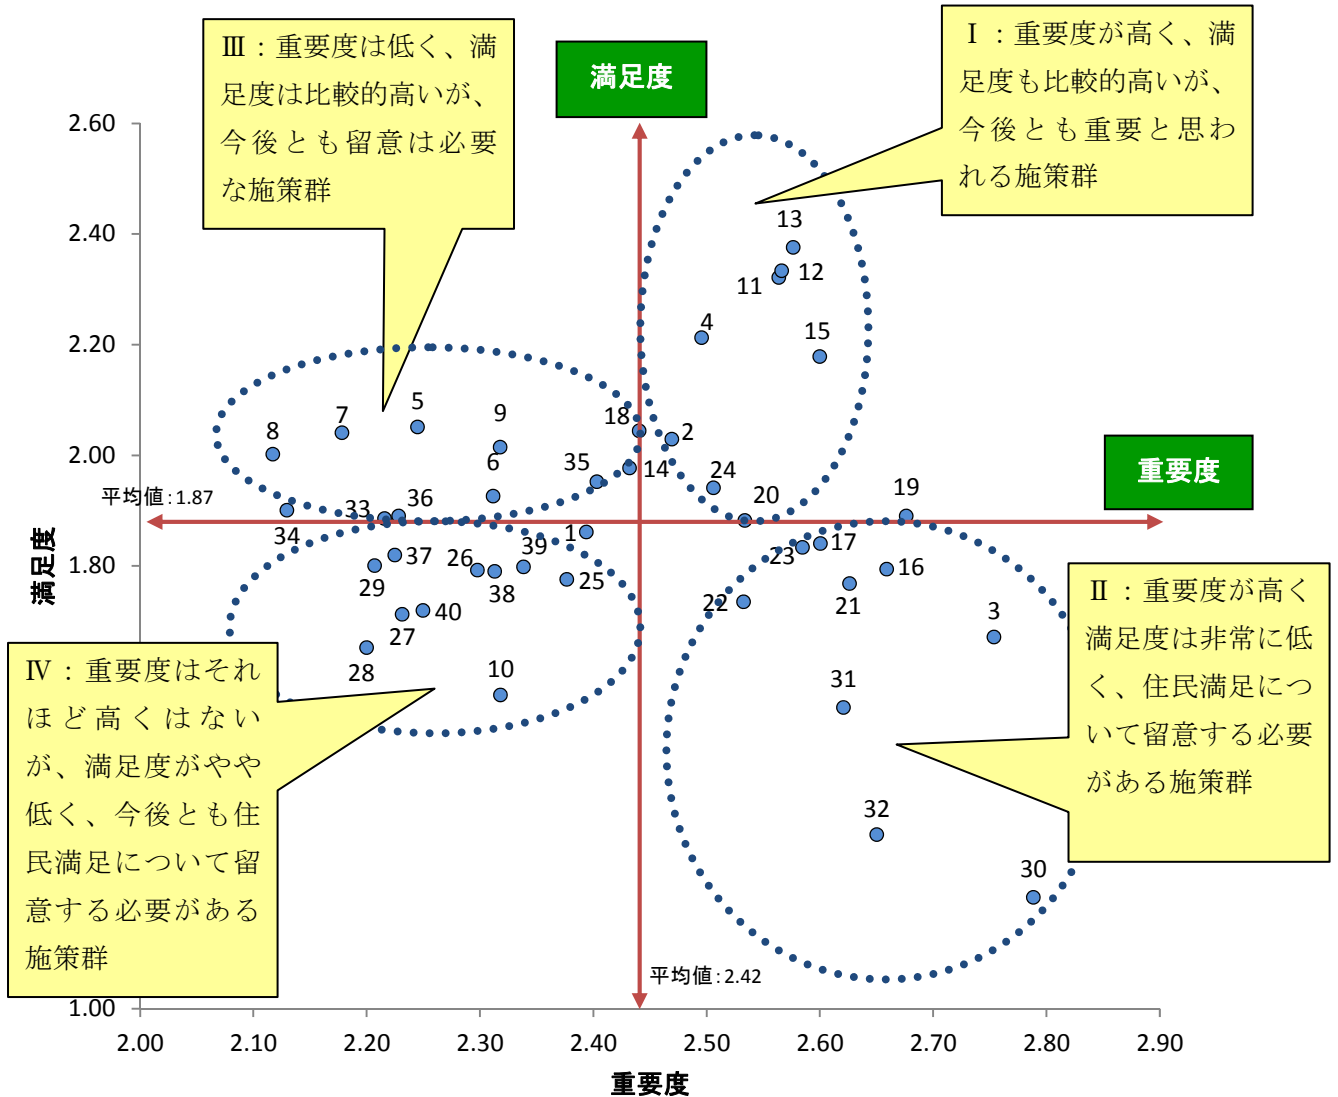 Ⅲ：重要度は低く、満
足度は比較的高いが、
今後とも留意は必要
な施策群
満足度
Ⅰ：重要度が高く、満
足度も比較的高いが、
今後とも重要と思わ
れる施策群
2.60
2.40
2.20
2.00
1.80
1.00
満足度
平均値：1.87
重要度
13
12
11
4
15
18
2
14
24
20
19
8
7
5
9
6
35
33
36
34
1
37
26
39
29
38
25
40
27
28
10
23
17
16
22
21
3
31
32
30
Ⅱ：重要度が高く
満足度は非常に低
く、住民満足につ
いて留意する必要
がある施策群
Ⅳ：重要度はそれ
ほど高くはない
が、満足度がやや
低く、今後とも住
民満足について留
意する必要がある
施策群
平均値：2.42
2.00 2.10 2.20 2.30 2.40 2.50 2.60 2.70 2.80 2.90
重要度